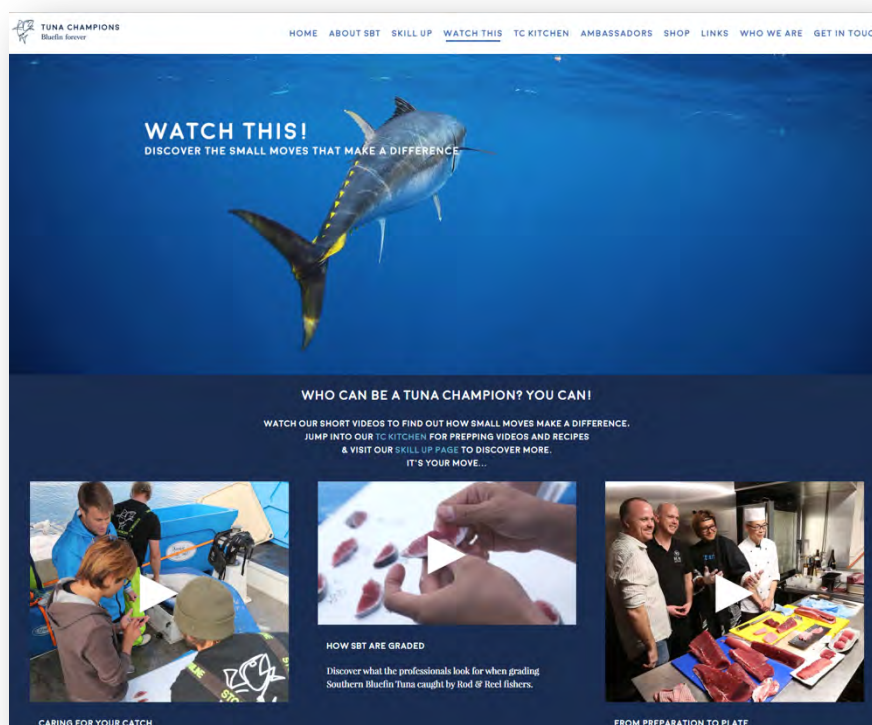 TUNA CHAMPIONS
Bluefin forever
HOME ABOUT SBT SKILL UP WATCH THIS TC KITCHEN AMBASSADORS SHOP LINKS WHO WE ARE GET IN TOUC
WATCH THIS!
DISCOVER THE SMALL MOVES THAT MAKE A DIFFERENCE
WHO CAN BE A TUNA CHAMPION? YOU CAN!
WATCH OUR SHORT VIDEOS TO FIND OUT HOW SMALL MOVES MAKE A DIFFERENCE.
JUMP INTO OUR TC KITCHEN FOR PREPPING VIDEOS AND RECIPES
& VISIT OUR SKILL UP PAGE TO DISCOVER MORE.
IT'S YOUR MOVE...
HOW SBT ARE GRADED
Discover what the professionals look for when grading
Southern Bluefin Tuna caught by Rod & Reel fishers.
CARING FOR YOUR CATCH
FROM PREPARATION TO PLATE